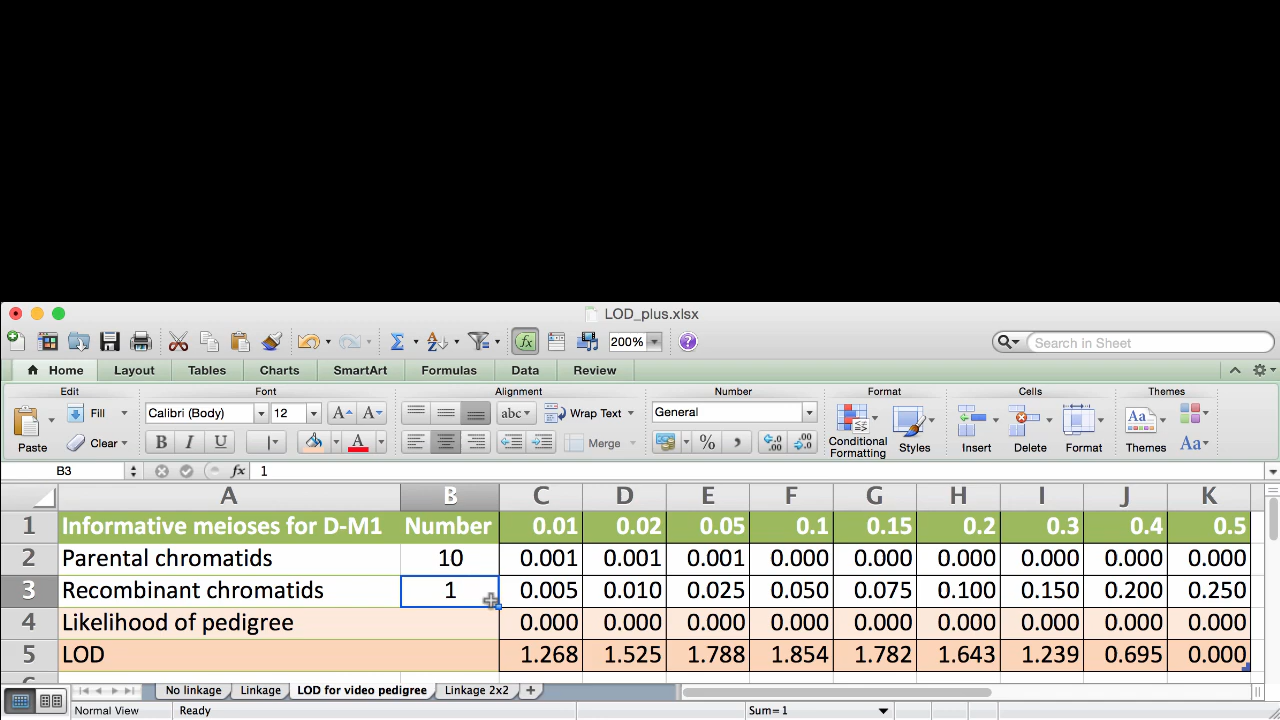 LOD_plus.xlsx
200%
Search in Sheet
Home Layout Tables Charts SmartArt Formulas Data Review
Edit Font Alignment Number Format Cells Themes
Paste Fill Clear Calibri (Body) 12 A A abc Wrap Text General Conditional Formatting Styles Insert Delete Format Aa Themes Aa
B I U A Merge % ,
B3 fx 1
A B C D E F G H I J K
1 Informative meioses for D-M1 Number 0.01 0.02 0.05 0.1 0.15 0.2 0.3 0.4 0.5
2 Parental chromatids 10 0.001 0.001 0.001 0.000 0.000 0.000 0.000 0.000 0.000
3 Recombinant chromatids 1 0.005 0.010 0.025 0.050 0.075 0.100 0.150 0.200 0.250
4 Likelihood of pedigree 0.000 0.000 0.000 0.000 0.000 0.000 0.000 0.000 0.000
5 LOD 1.268 1.525 1.788 1.854 1.782 1.643 1.239 0.695 0.000
No linkage Linkage LOD for video pedigree Linkage 2x2
Normal View Ready Sum=1